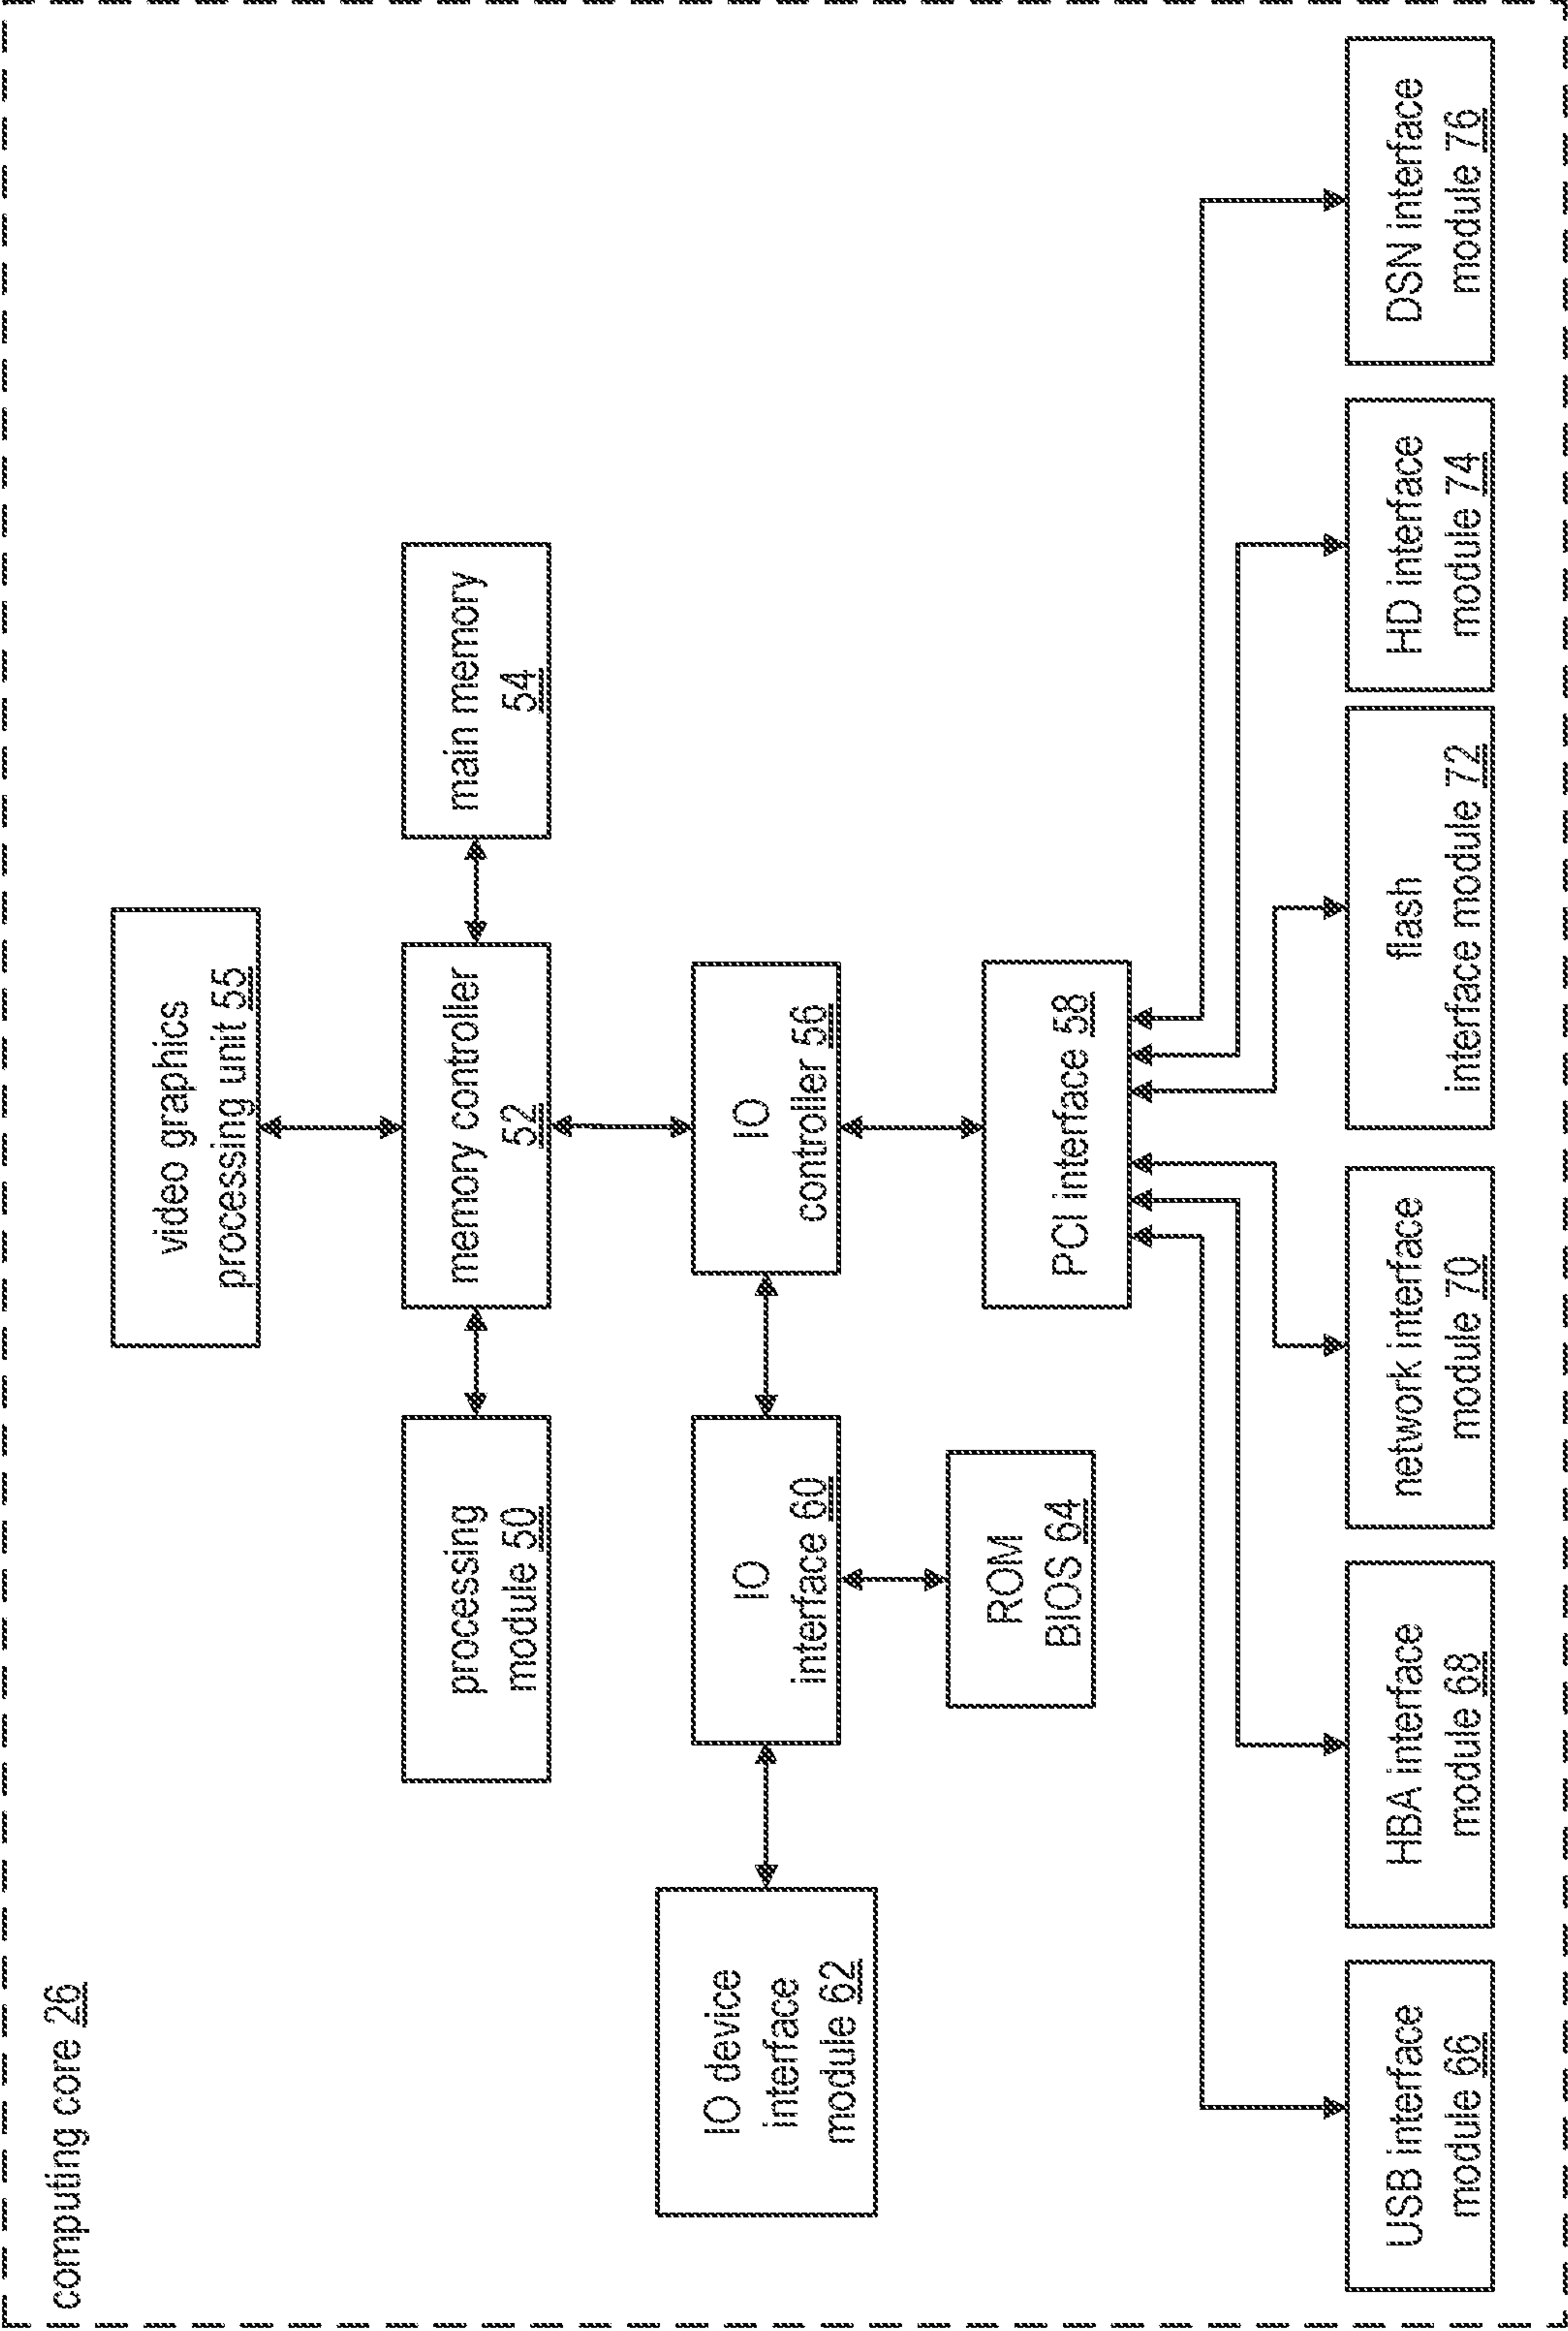 computing core 26
video graphics
processing unit 55
processing
module 50
memory controller
52
main memory
54
IO device
interface
module 62
IO
interface 60
IO
controller 56
ROM
BIOS 64
PCI interface 58
USB interface
module 66
HBA interface
module 68
network interface
module 70
flash
interface module 72
HD interface
module 74
DSN interface
module 76